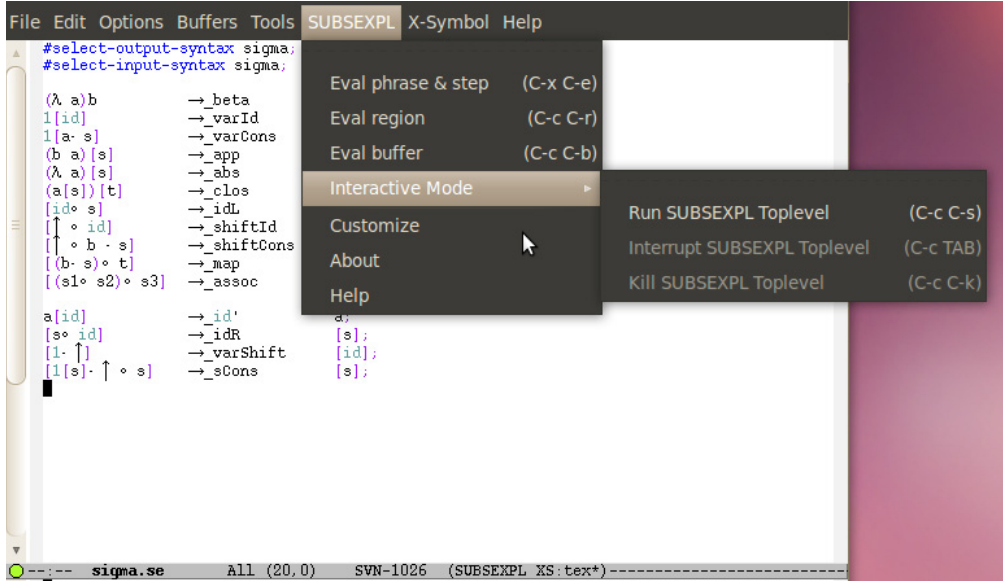 File Edit Options Buffers Tools SUBSEXPL X-Symbol Help
#select-output-syntax sigma;
#select-input-syntax sigma;
(λ a)b →_beta
1[id] →_varId
1[a· s] →_varCons
(b a)[s] →_app
(λ a)[s] →_abs
(a[s])[t] →_clos
[id∘ s] →_idL
[↑ ∘ id] →_shiftId
[↑ ∘ b · s] →_shiftCons
[(b· s)∘ t] →_map
[(s1∘ s2)∘ s3] →_assoc
a[id] →_id' a;
[s∘ id] →_idR [s];
[1· ↑] →_varShift [id];
[1[s]· ↑ ∘ s] →_sCons [s];
Eval phrase & step (C-x C-e)
Eval region (C-c C-r)
Eval buffer (C-c C-b)
Interactive Mode ▸
Customize
About
Help
Run SUBSEXPL Toplevel (C-c C-s)
Interrupt SUBSEXPL Toplevel (C-c TAB)
Kill SUBSEXPL Toplevel (C-c C-k)
--:-- sigma.se All (20,0) SVN-1026 (SUBSEXPL XS:tex*)--------------------------